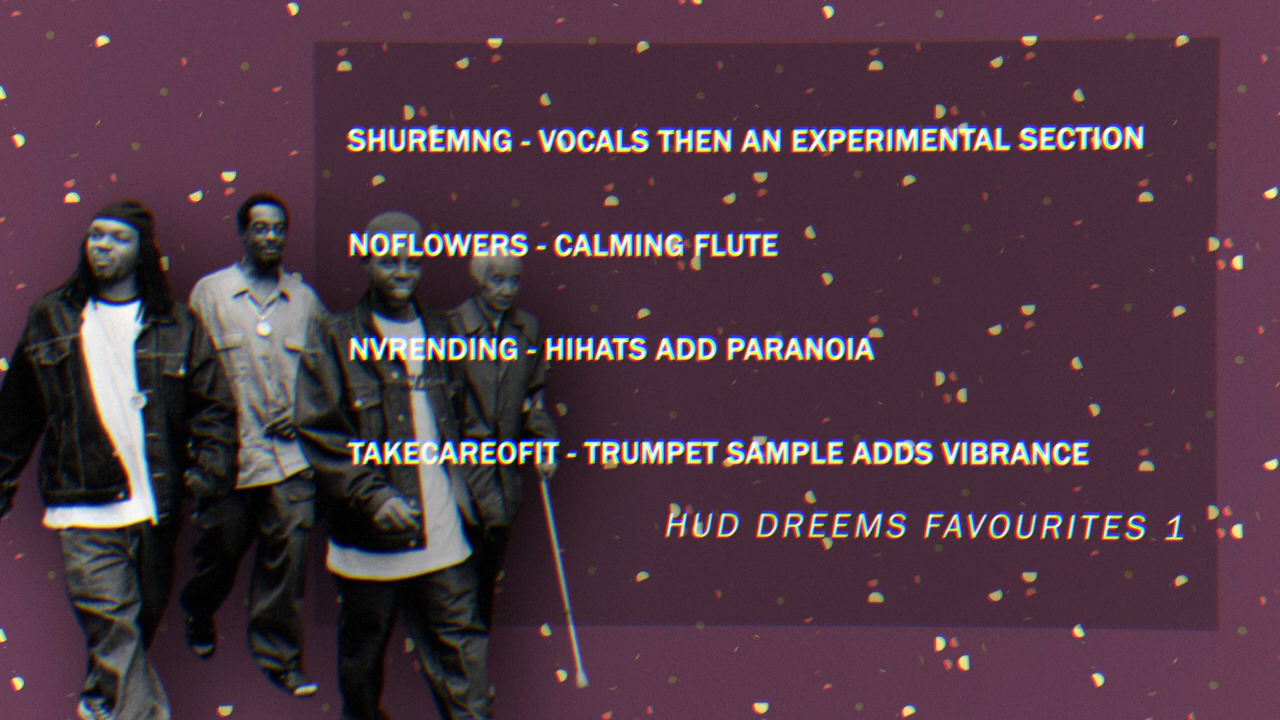 SHUREMNG - VOCALS THEN AN EXPERIMENTAL SECTION
NOFLOWERS - CALMING FLUTE
NVRENDING - HIHATS ADD PARANOIA
TAKECAREOFIT - TRUMPET SAMPLE ADDS VIBRANCE
HUD DREEMS FAVOURITES 1